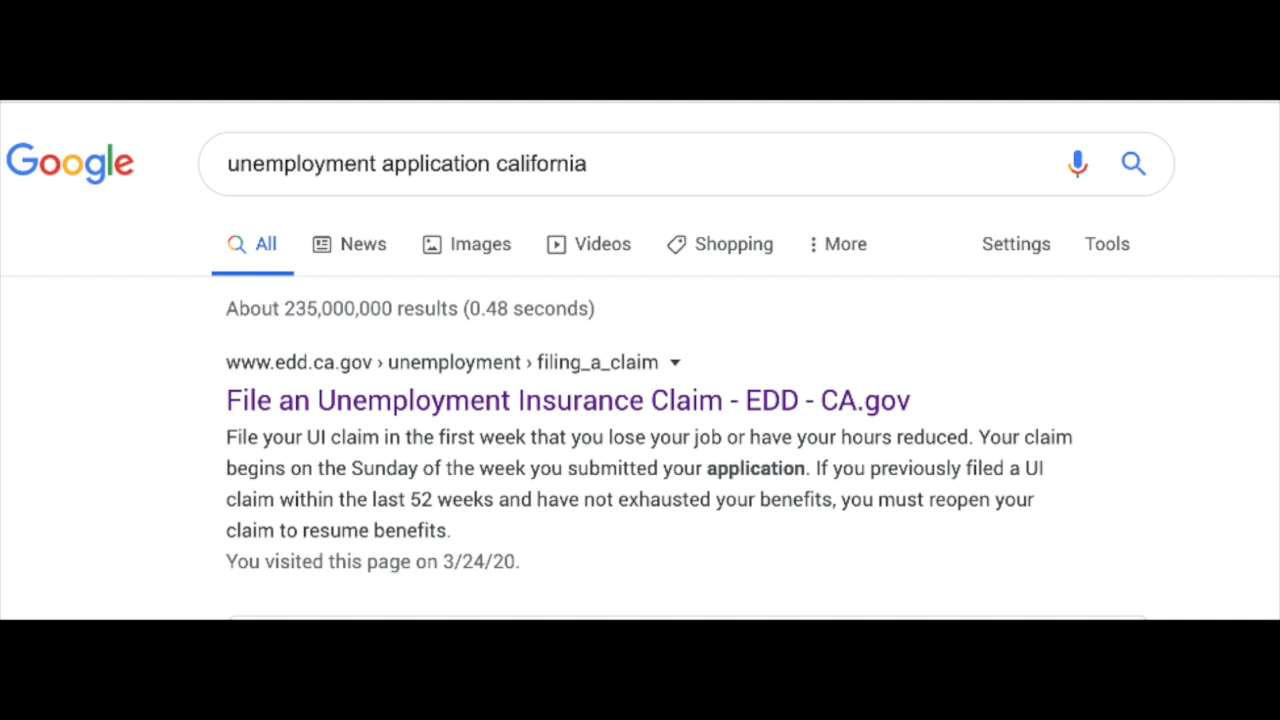 Google
unemployment application california
All News Images Videos Shopping More Settings Tools
About 235,000,000 results (0.48 seconds)
www.edd.ca.gov › unemployment › filing_a_claim
File an Unemployment Insurance Claim - EDD - CA.gov
File your UI claim in the first week that you lose your job or have your hours reduced. Your claim
begins on the Sunday of the week you submitted your application. If you previously filed a UI
claim within the last 52 weeks and have not exhausted your benefits, you must reopen your
claim to resume benefits.
You visited this page on 3/24/20.